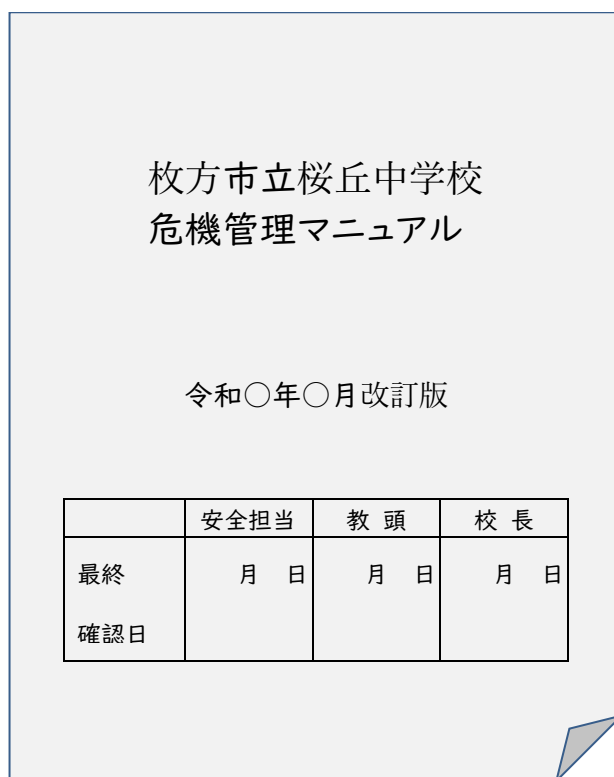 枚方市立桜丘中学校
危機管理マニュアル
令和○年○月改訂版
安全担当 教 頭 校 長
最終 月 日 月 日 月 日
確認日